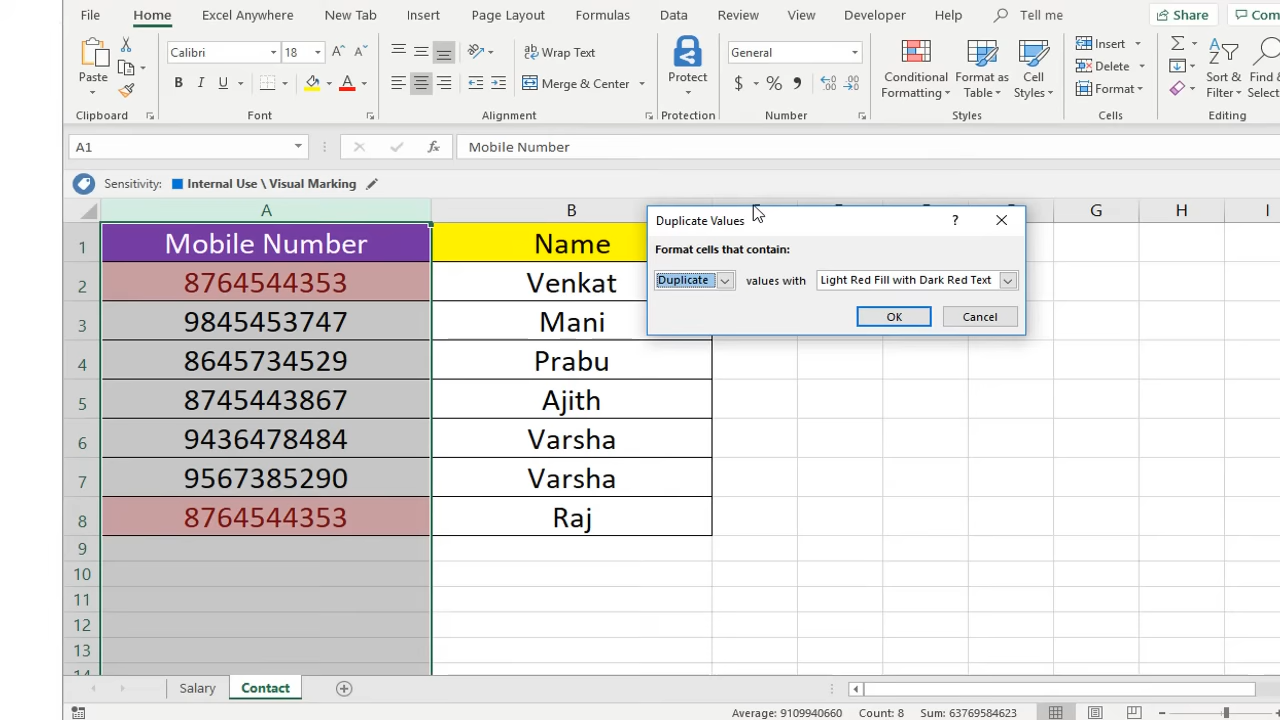 File Home Excel Anywhere New Tab Insert Page Layout Formulas Data Review View Developer Help Tell me Share
Calibri 18 Wrap Text General Insert
Paste Protect Conditional Formatting Format as Table Cell Styles Delete Sort & Filter
B I U A Merge & Center $ % Format
Clipboard Font Alignment Protection Number Styles Cells Editing
A1 fx Mobile Number
Sensitivity: Internal Use \ Visual Marking
A B G H I
1 Mobile Number Name
2 8764544353 Venkat
3 9845453747 Mani
4 8645734529 Prabu
5 8745443867 Ajith
6 9436478484 Varsha
7 9567385290 Varsha
8 8764544353 Raj
9
10
11
12
13
Duplicate Values ?
Format cells that contain:
Duplicate values with Light Red Fill with Dark Red Text
OK Cancel
Salary Contact
Average: 9109940660 Count: 8 Sum: 63769584623